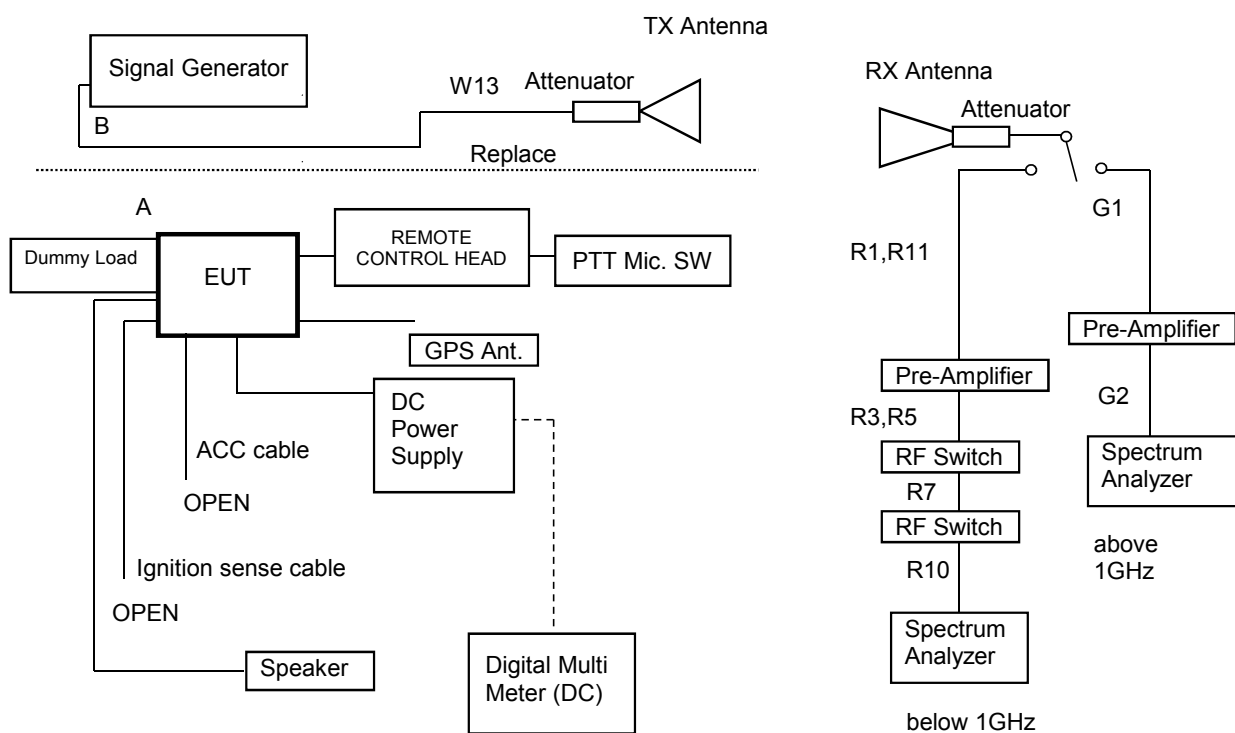 TX Antenna
Signal Generator
W13
Attenuator
B
Replace
RX Antenna
Attenuator
G1
R1,R11
A
Dummy Load
EUT
REMOTE
CONTROL HEAD
PTT Mic. SW
GPS Ant.
DC
Power
Supply
ACC cable
OPEN
Ignition sense cable
OPEN
Speaker
Digital Multi
Meter (DC)
Pre-Amplifier
Pre-Amplifier
R3,R5
G2
RF Switch
R7
RF Switch
R10
Spectrum
Analyzer
below 1GHz
Spectrum
Analyzer
above
1GHz